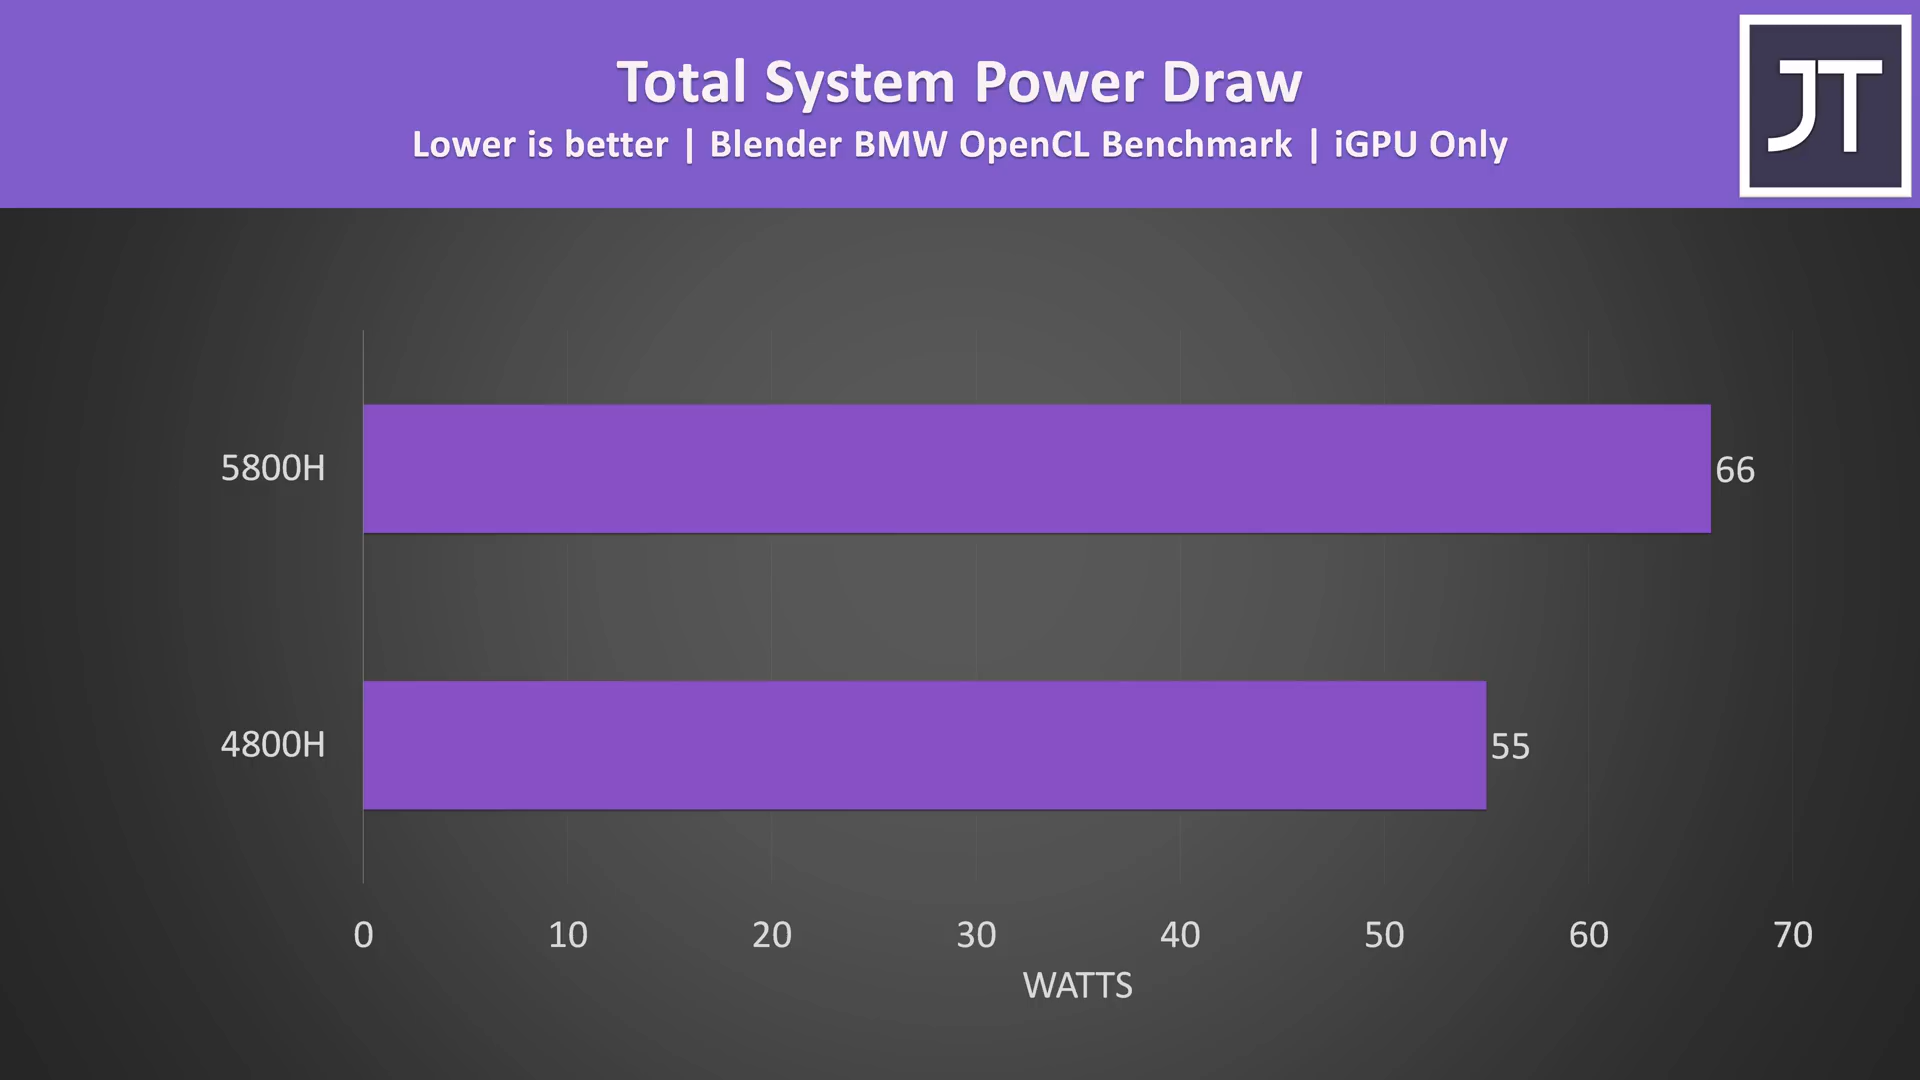 Total System Power Draw
Lower is better | Blender BMW OpenCL Benchmark | iGPU Only
JT
5800H
66
4800H
55
0 10 20 30 40 50 60 70
WATTS